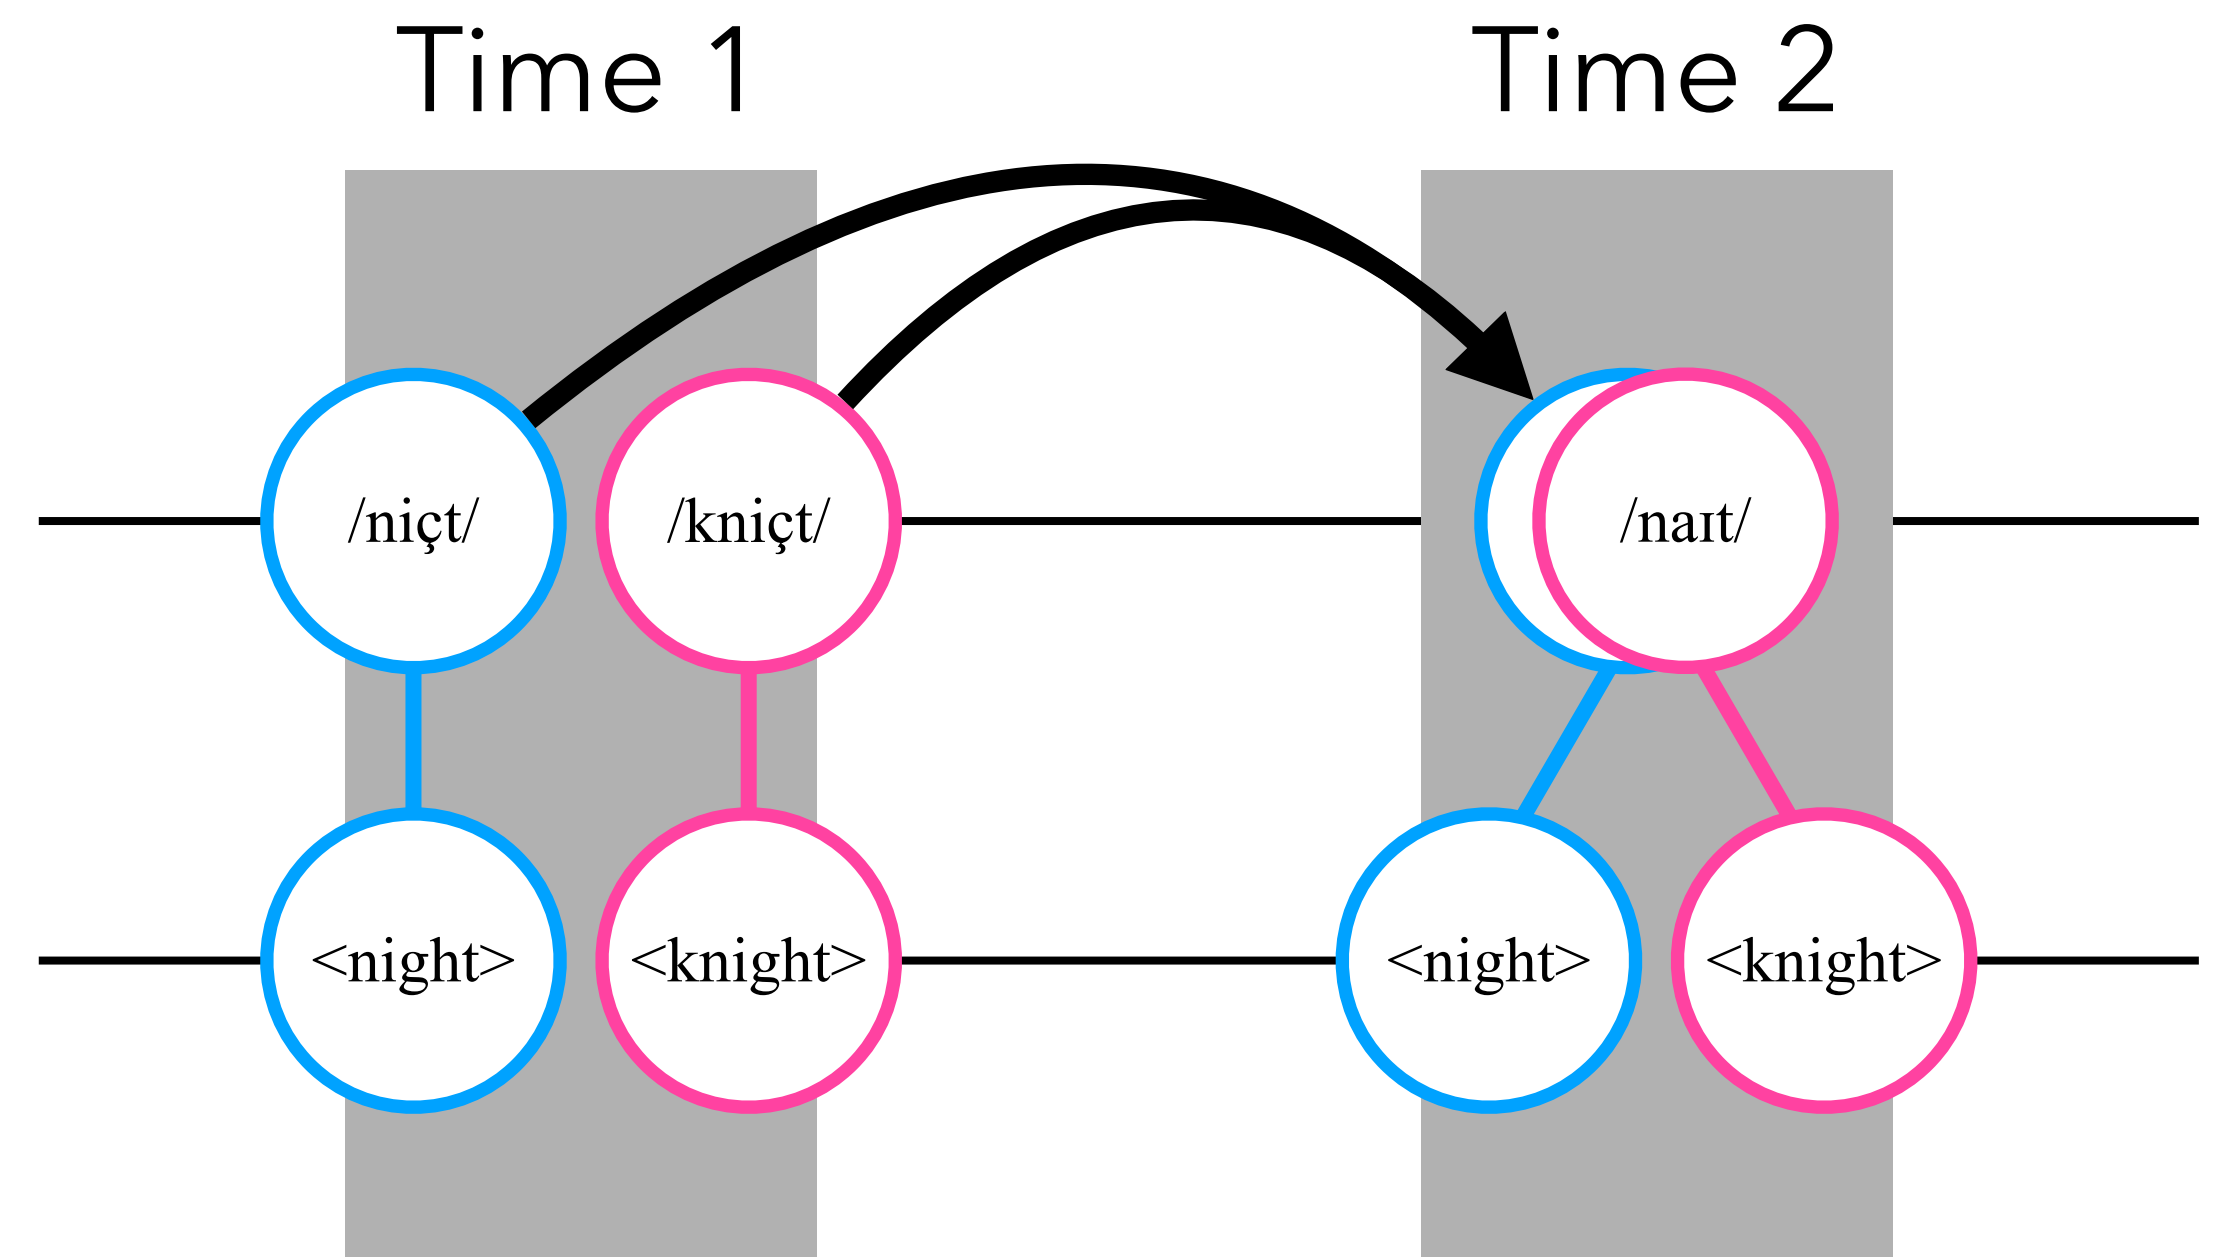 Time 1 Time 2
/niçt/ /kniçt/ /naɪt/
<night> <knight> <night> <knight>